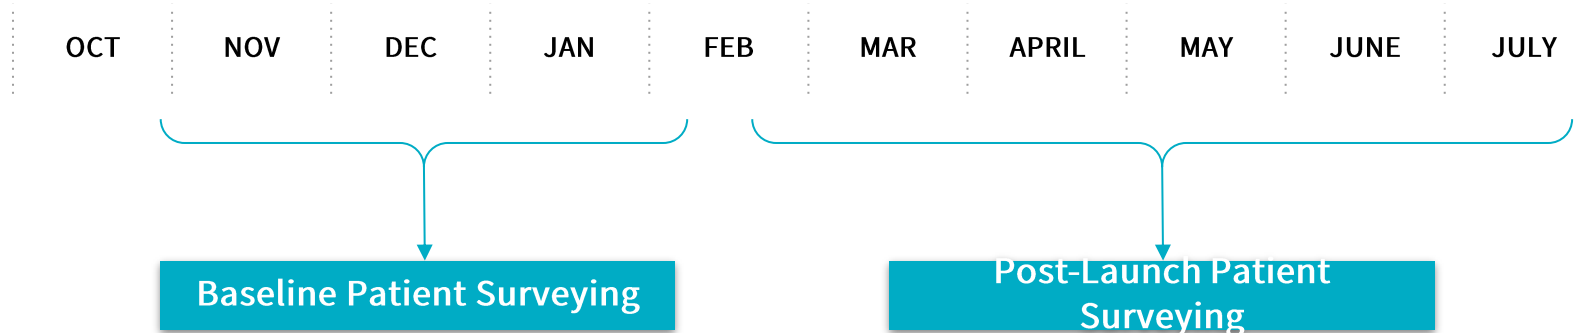 OCT NOV DEC JAN FEB MAR APRIL MAY JUNE JULY
Baseline Patient Surveying
Post-Launch Patient
Surveying